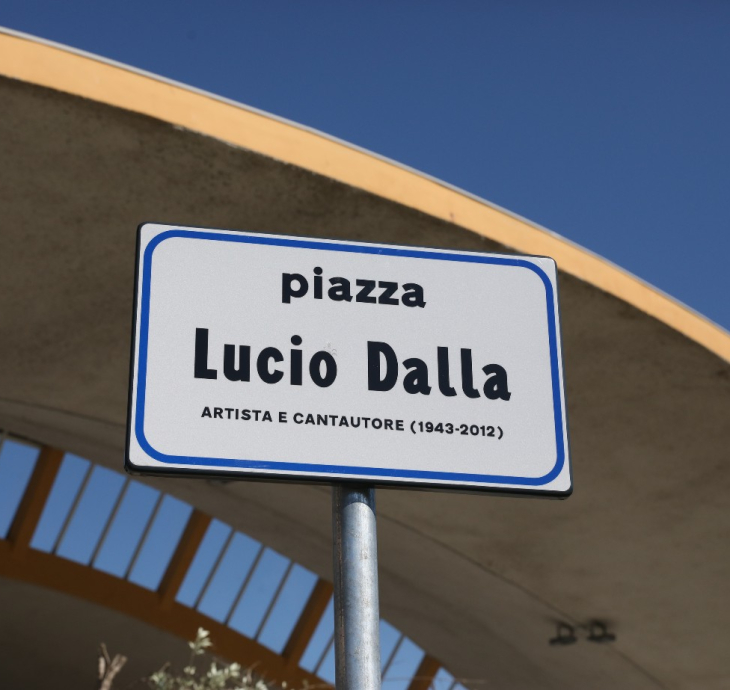 piazza
Lucio Dalla
ARTISTA E CANTAUTORE (1943-2012)